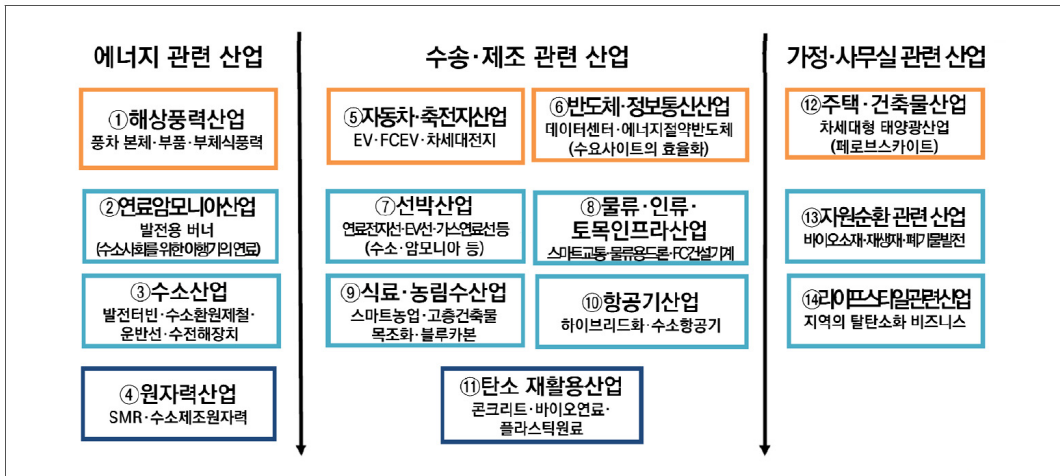 에너지 관련 산업
①해상풍력산업
풍차 본체·부품·부체식풍력
②연료암모니아산업
발전용 버너
(수소사회를 위한 이행기의 연료)
③수소산업
발전터빈·수소환원제철·
운반선·수전해장치
④원자력산업
SMR·수소제조원자력
수송·제조 관련 산업
⑤자동차·축전지산업
EV·FCEV·차세대전지
⑥반도체·정보통신산업
데이터센터·에너지절약반도체
(수요사이트의 효율화)
⑦선박산업
연료전지선·EV선·가스연료선등
(수소·암모니아 등)
⑧물류·인류·
토목인프라산업
스마트교통·물류용드론·FC건설기계
⑨식료·농림수산업
스마트농업·고층건축물
목조화·블루카본
⑩항공기산업
하이브리드화·수소항공기
⑪탄소 재활용산업
콘크리트·바이오연료·
플라스틱원료
가정·사무실 관련 산업
⑫주택·건축물산업
차세대형 태양광산업
(페로브스카이트)
⑬자원순환 관련 산업
바이오소재·재생재·폐기물발전
⑭라이프스타일관련산업
지역의 탈탄소화 비즈니스